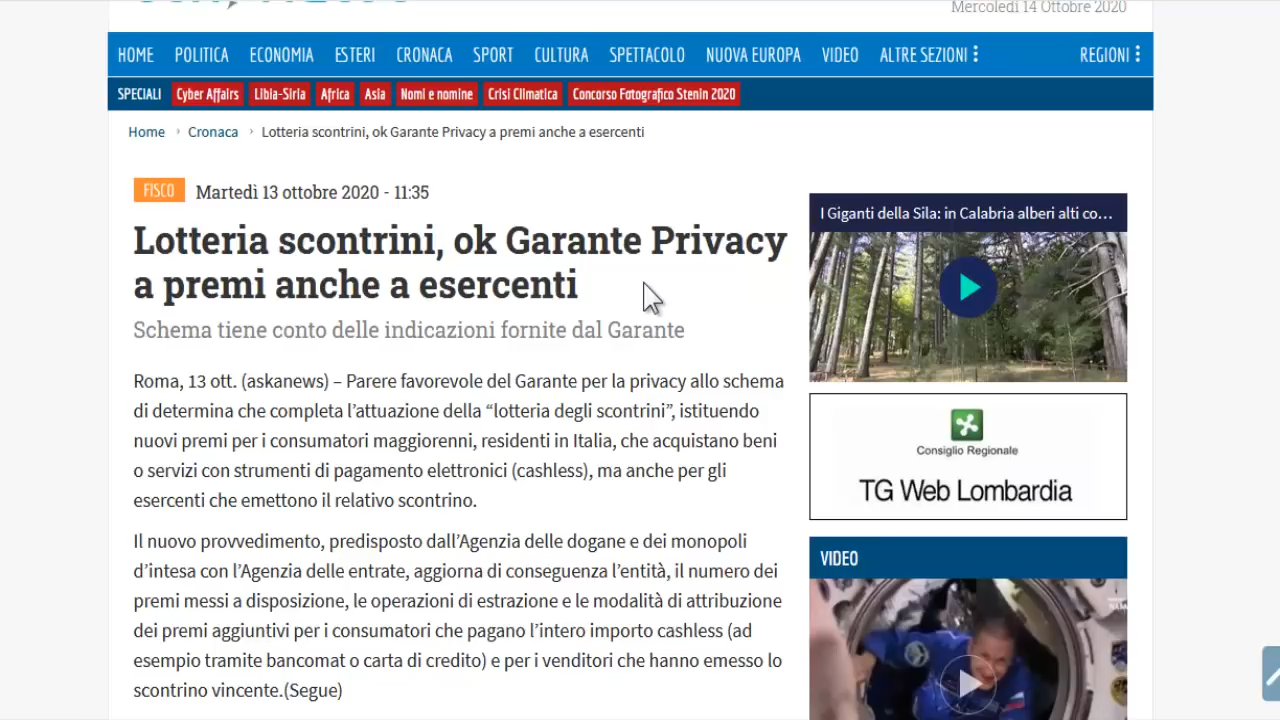 Mercoledì 14 Ottobre 2020
HOME POLITICA ECONOMIA ESTERI CRONACA SPORT CULTURA SPETTACOLO NUOVA EUROPA VIDEO ALTRE SEZIONI REGIONI
SPECIALI Cyber Affairs Libia-Siria Africa Asia Nomi e nomine Crisi Climatica Concorso Fotografico Stenin 2020
Home › Cronaca › Lotteria scontrini, ok Garante Privacy a premi anche a esercenti
FISCO Martedì 13 ottobre 2020 - 11:35
Lotteria scontrini, ok Garante Privacy
a premi anche a esercenti
Schema tiene conto delle indicazioni fornite dal Garante
Roma, 13 ott. (askanews) – Parere favorevole del Garante per la privacy allo schema
di determina che completa l’attuazione della “lotteria degli scontrini”, istituendo
nuovi premi per i consumatori maggiorenni, residenti in Italia, che acquistano beni
o servizi con strumenti di pagamento elettronici (cashless), ma anche per gli
esercenti che emettono il relativo scontrino.
Il nuovo provvedimento, predisposto dall’Agenzia delle dogane e dei monopoli
d’intesa con l’Agenzia delle entrate, aggiorna di conseguenza l’entità, il numero dei
premi messi a disposizione, le operazioni di estrazione e le modalità di attribuzione
dei premi aggiuntivi per i consumatori che pagano l’intero importo cashless (ad
esempio tramite bancomat o carta di credito) e per i venditori che hanno emesso lo
scontrino vincente.(Segue)
I Giganti della Sila: in Calabria alberi alti co...
Consiglio Regionale
TG Web Lombardia
VIDEO